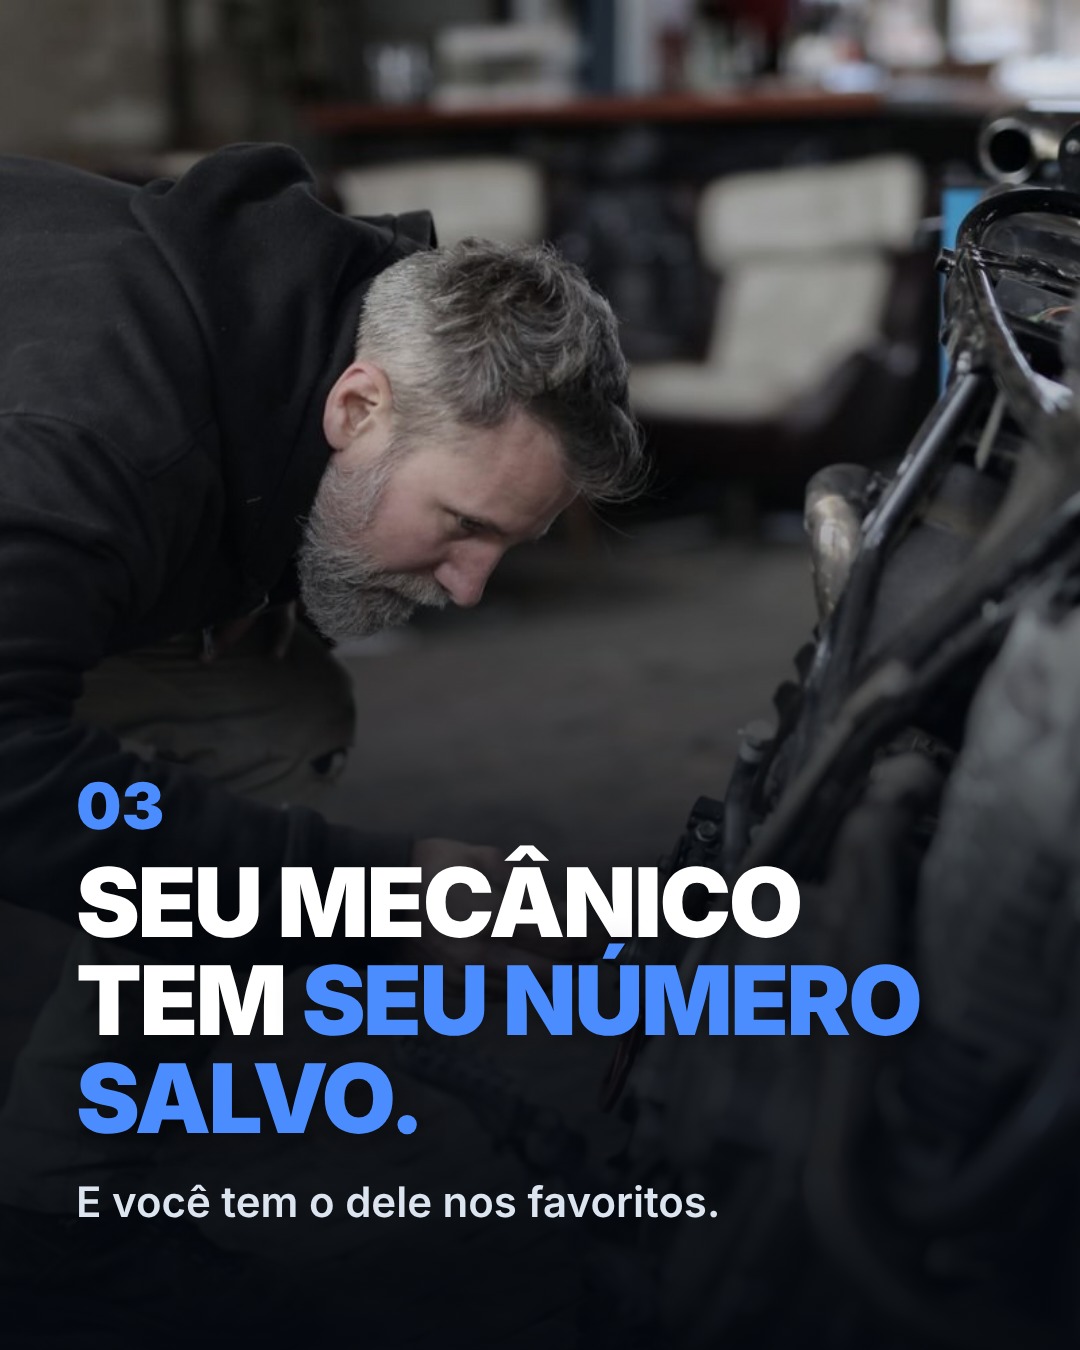 03
SEU MECÂNICO
TEM SEU NÚMERO
SALVO.
E você tem o dele nos favoritos.